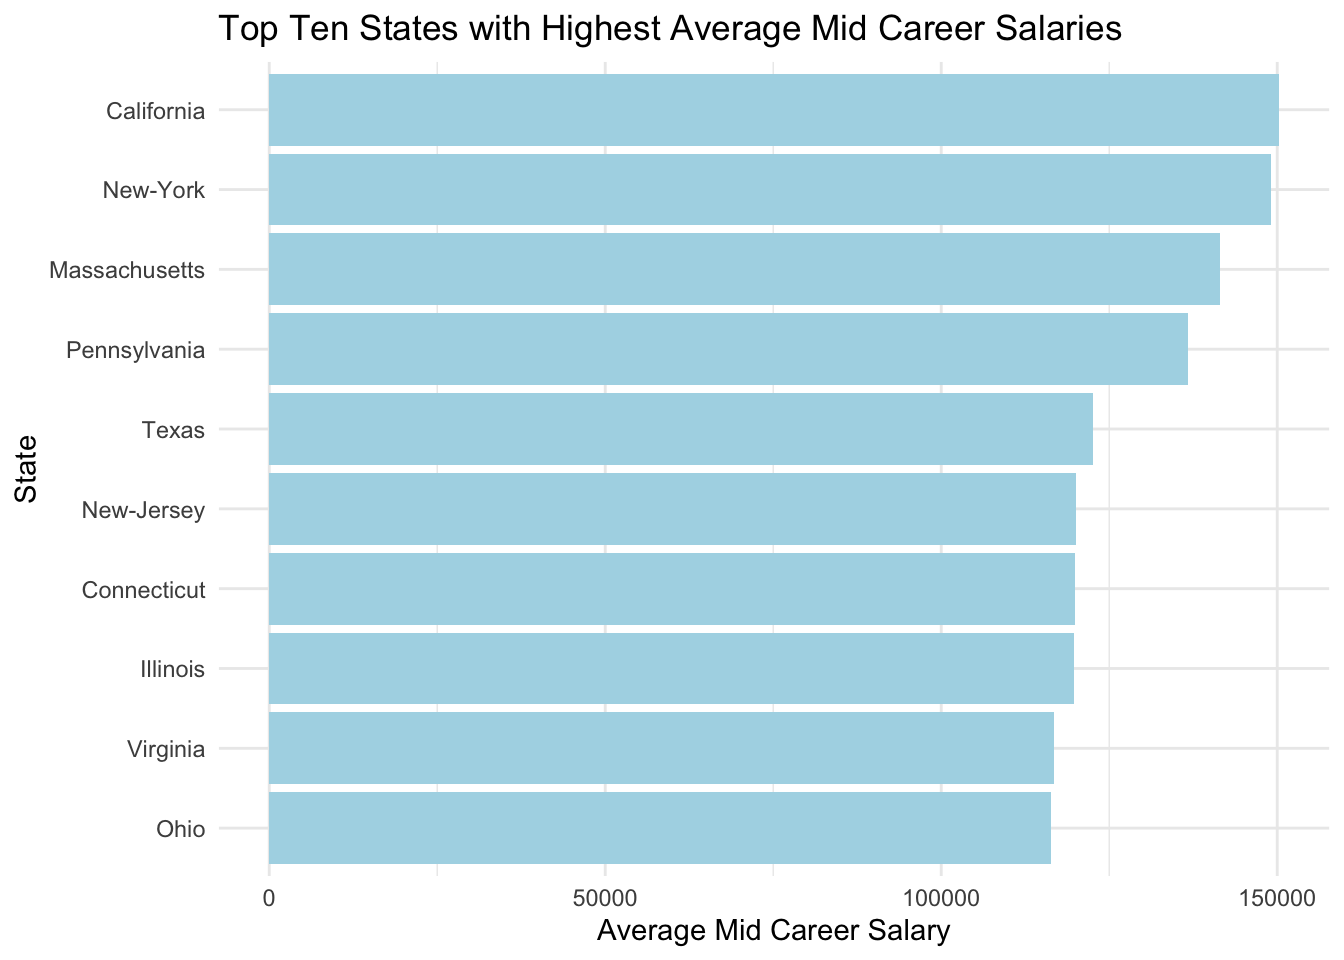 Top Ten States with Highest Average Mid Career Salaries
California
New-York
Massachusetts
Pennsylvania
Texas
New-Jersey
Connecticut
Illinois
Virginia
Ohio
State
0 50000 100000 150000
Average Mid Career Salary